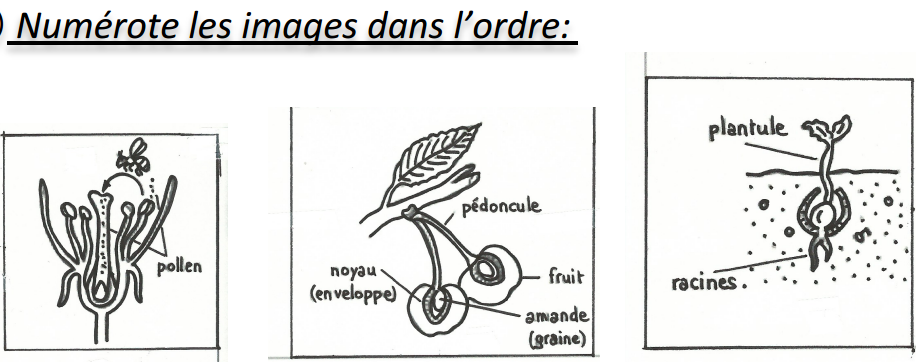 ) Numérote les images dans l’ordre:
pollen
pédoncule
noyau
(enveloppe)
fruit
amande
(graine)
plantule
racines